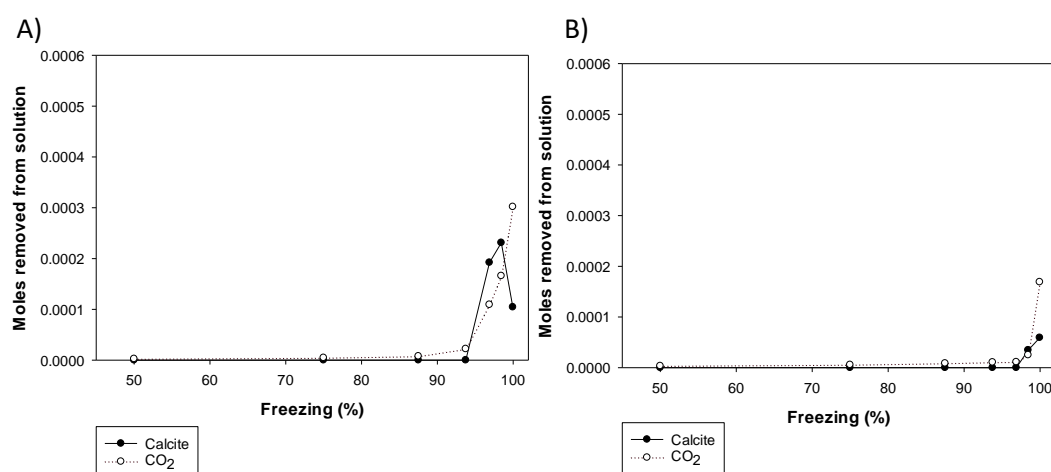 A)
0.0006
0.0005
0.0004
0.0003
0.0002
0.0001
0.0000
Moles removed from solution
50 60 70 80 90 100
Freezing (%)
Calcite
CO2
B)
0.0006
0.0005
0.0004
0.0003
0.0002
0.0001
0.0000
Moles removed from solution
50 60 70 80 90 100
Freezing (%)
Calcite
CO2